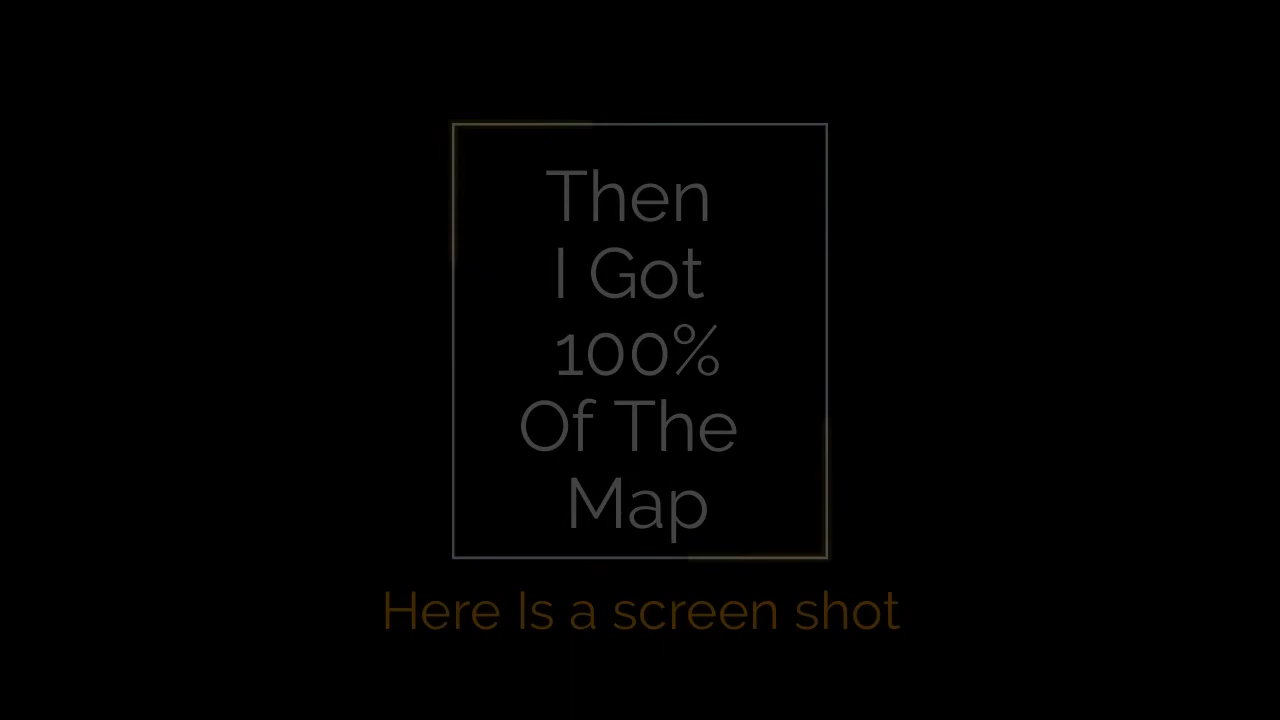 Then
I Got
100%
Of The
Map
Here Is a screen shot